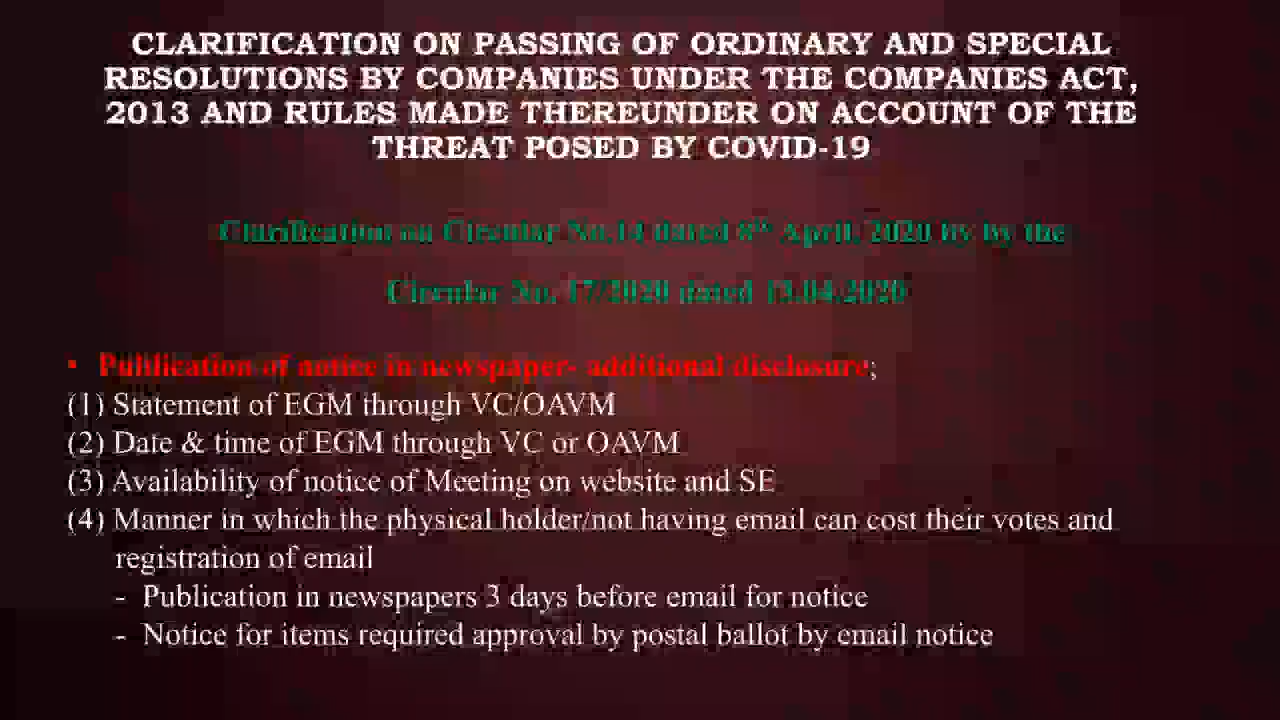 CLARIFICATION ON PASSING OF ORDINARY AND SPECIAL
RESOLUTIONS BY COMPANIES UNDER THE COMPANIES ACT,
2013 AND RULES MADE THEREUNDER ON ACCOUNT OF THE
THREAT POSED BY COVID-19
Clarification on Circular No.14 dated 8th April, 2020 by by the
Circular No. 17/2020 dated 13.04.2020
• Publication of notice in newspaper- additional disclosure;
(1) Statement of EGM through VC/OAVM
(2) Date & time of EGM through VC or OAVM
(3) Availability of notice of Meeting on website and SE
(4) Manner in which the physical holder/not having email can cost their votes and
registration of email
- Publication in newspapers 3 days before email for notice
- Notice for items required approval by postal ballot by email notice